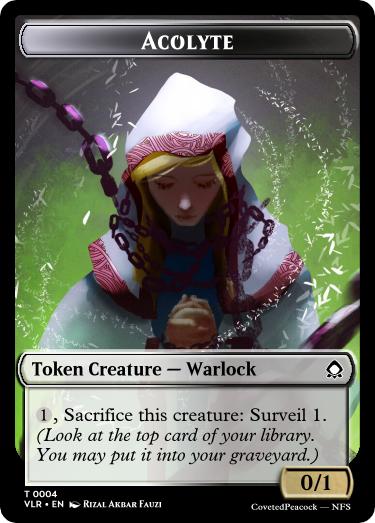 Acolyte
Token Creature — Warlock
1, Sacrifice this creature: Surveil 1.
(Look at the top card of your library.
You may put it into your graveyard.)
0/1
T 0004
VLR • EN Rizal Akbar Fauzi
CovetedPeacock — NFS